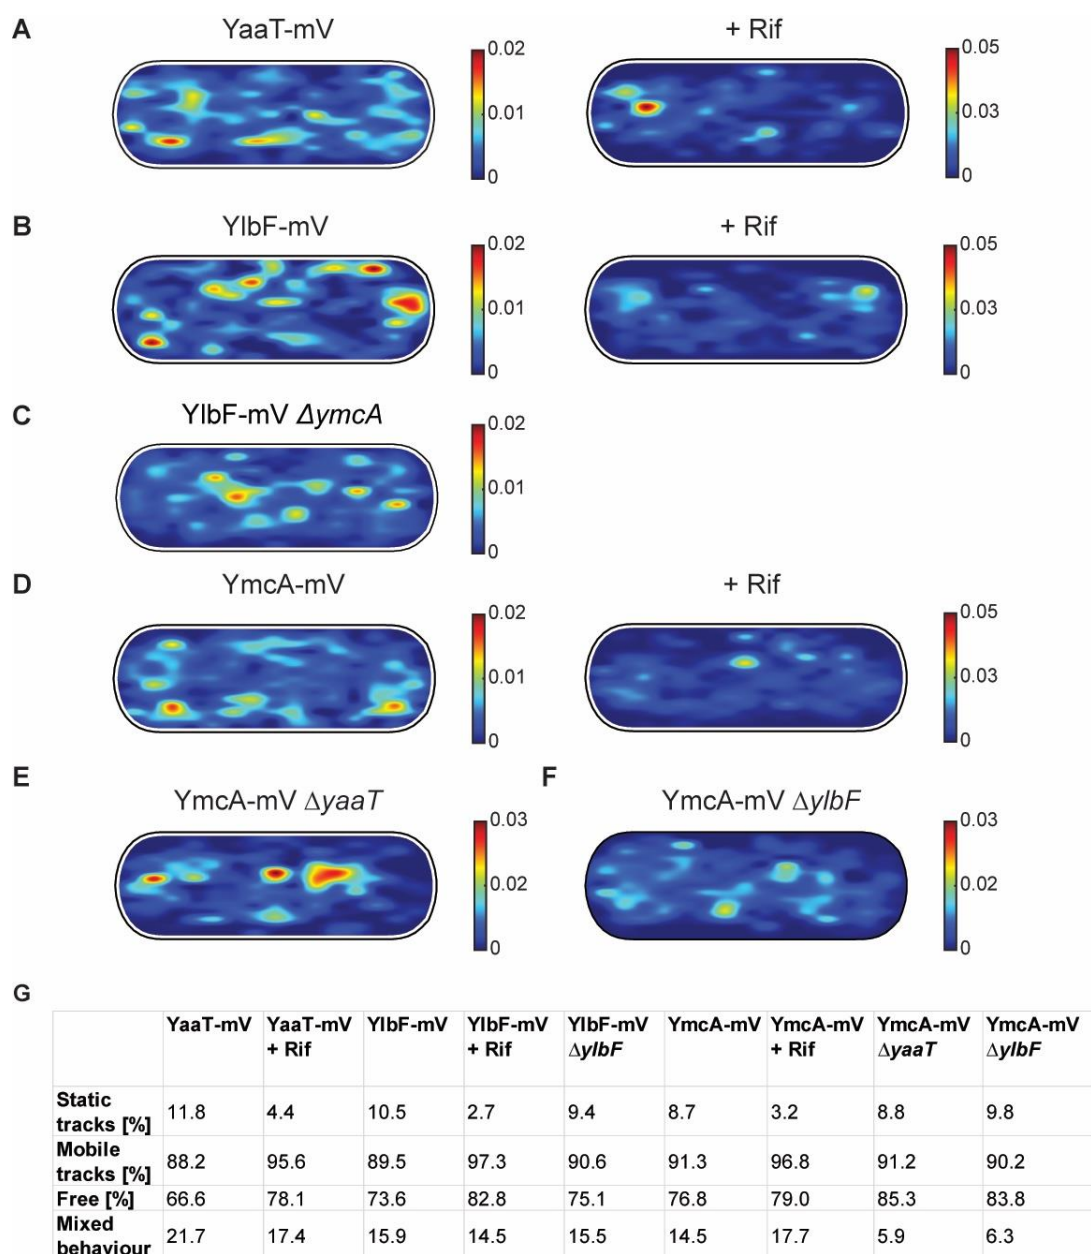 A
YaaT-mV
+ Rif
0.02
0.01
0
0.05
0.03
0
B
YlbF-mV
+ Rif
0.02
0.01
0
0.05
0.03
0
C
YlbF-mV ΔymcA
0.02
0.01
0
D
YmcA-mV
+ Rif
0.02
0.01
0
0.05
0.03
0
E
F
YmcA-mV ΔyaaT
YmcA-mV ΔylbF
0.03
0.02
0
0.03
0.02
0
G
YaaT-mV YaaT-mV YlbF-mV YlbF-mV YlbF-mV YmcA-mV YmcA-mV YmcA-mV YmcA-mV
+ Rif + Rif ΔylbF + Rif ΔyaaT ΔylbF
Static
tracks [%] 11.8 4.4 10.5 2.7 9.4 8.7 3.2 8.8 9.8
Mobile
tracks [%] 88.2 95.6 89.5 97.3 90.6 91.3 96.8 91.2 90.2
Free [%] 66.6 78.1 73.6 82.8 75.1 76.8 79.0 85.3 83.8
Mixed
behaviour 21.7 17.4 15.9 14.5 15.5 14.5 17.7 5.9 6.3